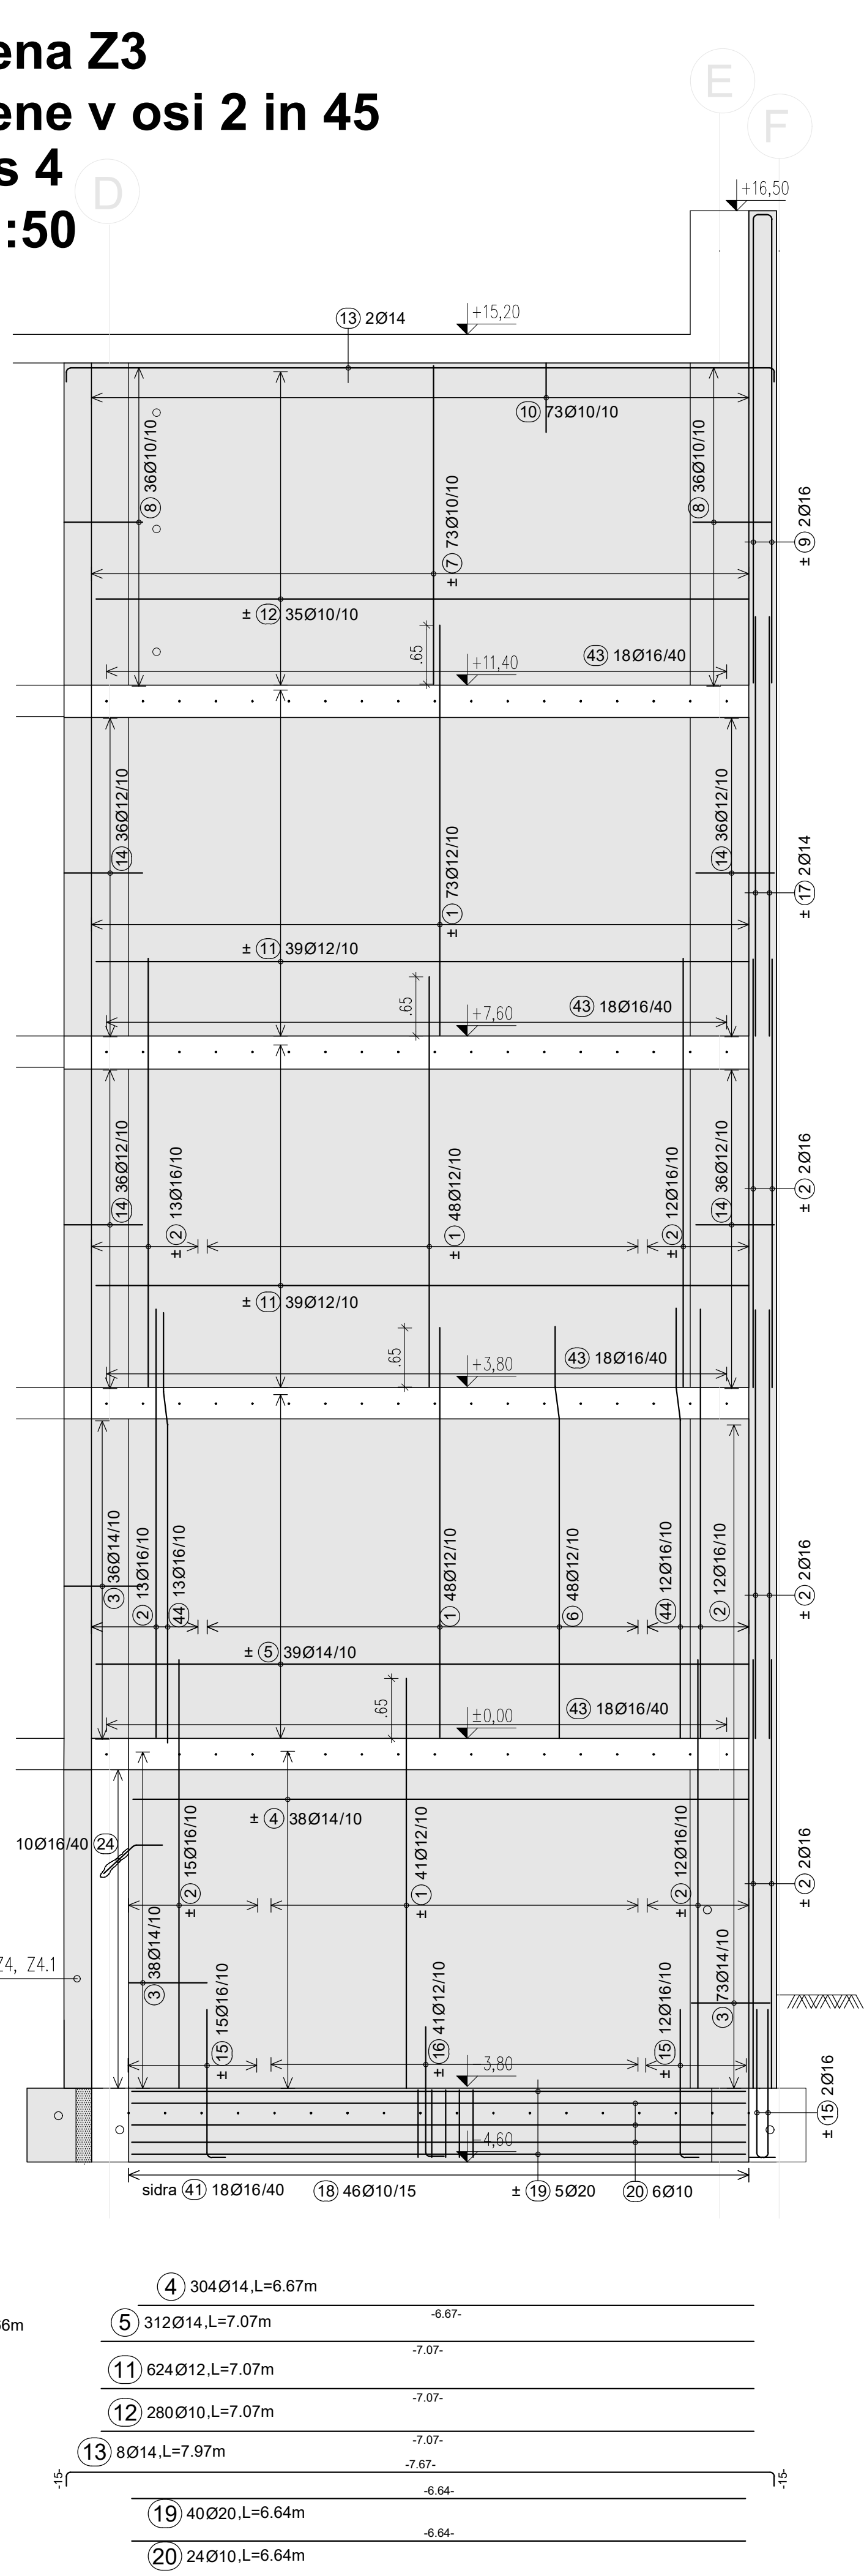 ena Z3
ene v osi 2 in 45
s 4
:50
D
E
F
+16,50
+15,20
13 2Ø14
10 73Ø10/10
8 36Ø10/10
8 36Ø10/10
± 7 73Ø10/10
± 9 2Ø16
± 12 35Ø10/10
.65
+11,40
43 18Ø16/40
14 36Ø12/10
14 36Ø12/10
± 1 73Ø12/10
± 17 2Ø14
± 11 39Ø12/10
.65
+7,60
43 18Ø16/40
14 36Ø12/10
± 2 13Ø16/10
± 1 48Ø12/10
± 2 12Ø16/10
14 36Ø12/10
± 2 2Ø16
± 11 39Ø12/10
.65
+3,80
43 18Ø16/40
3 36Ø14/10
2 13Ø16/10
44 13Ø16/10
1 48Ø12/10
6 48Ø12/10
44 12Ø16/10
2 12Ø16/10
± 2 2Ø16
± 5 39Ø14/10
.65
±0,00
43 18Ø16/40
± 4 38Ø14/10
10Ø16/40 24
± 2 15Ø16/10
± 1 41Ø12/10
± 2 12Ø16/10
± 2 2Ø16
3 38Ø14/10
Z4, Z4.1
± 15 15Ø16/10
± 16 41Ø12/10
± 15 12Ø16/10
3 73Ø14/10
-3,80
± 15 2Ø16
-4,60
sidra 41 18Ø16/40
18 46Ø10/15
± 19 5Ø20
20 6Ø10
4 304Ø14,L=6.67m
-6.67-
6m
5 312Ø14,L=7.07m
-7.07-
11 624Ø12,L=7.07m
-7.07-
12 280Ø10,L=7.07m
-7.07-
13 8Ø14,L=7.97m
-7.67-
-15-
-15-
-6.64-
19 40Ø20,L=6.64m
-6.64-
20 24Ø10,L=6.64m